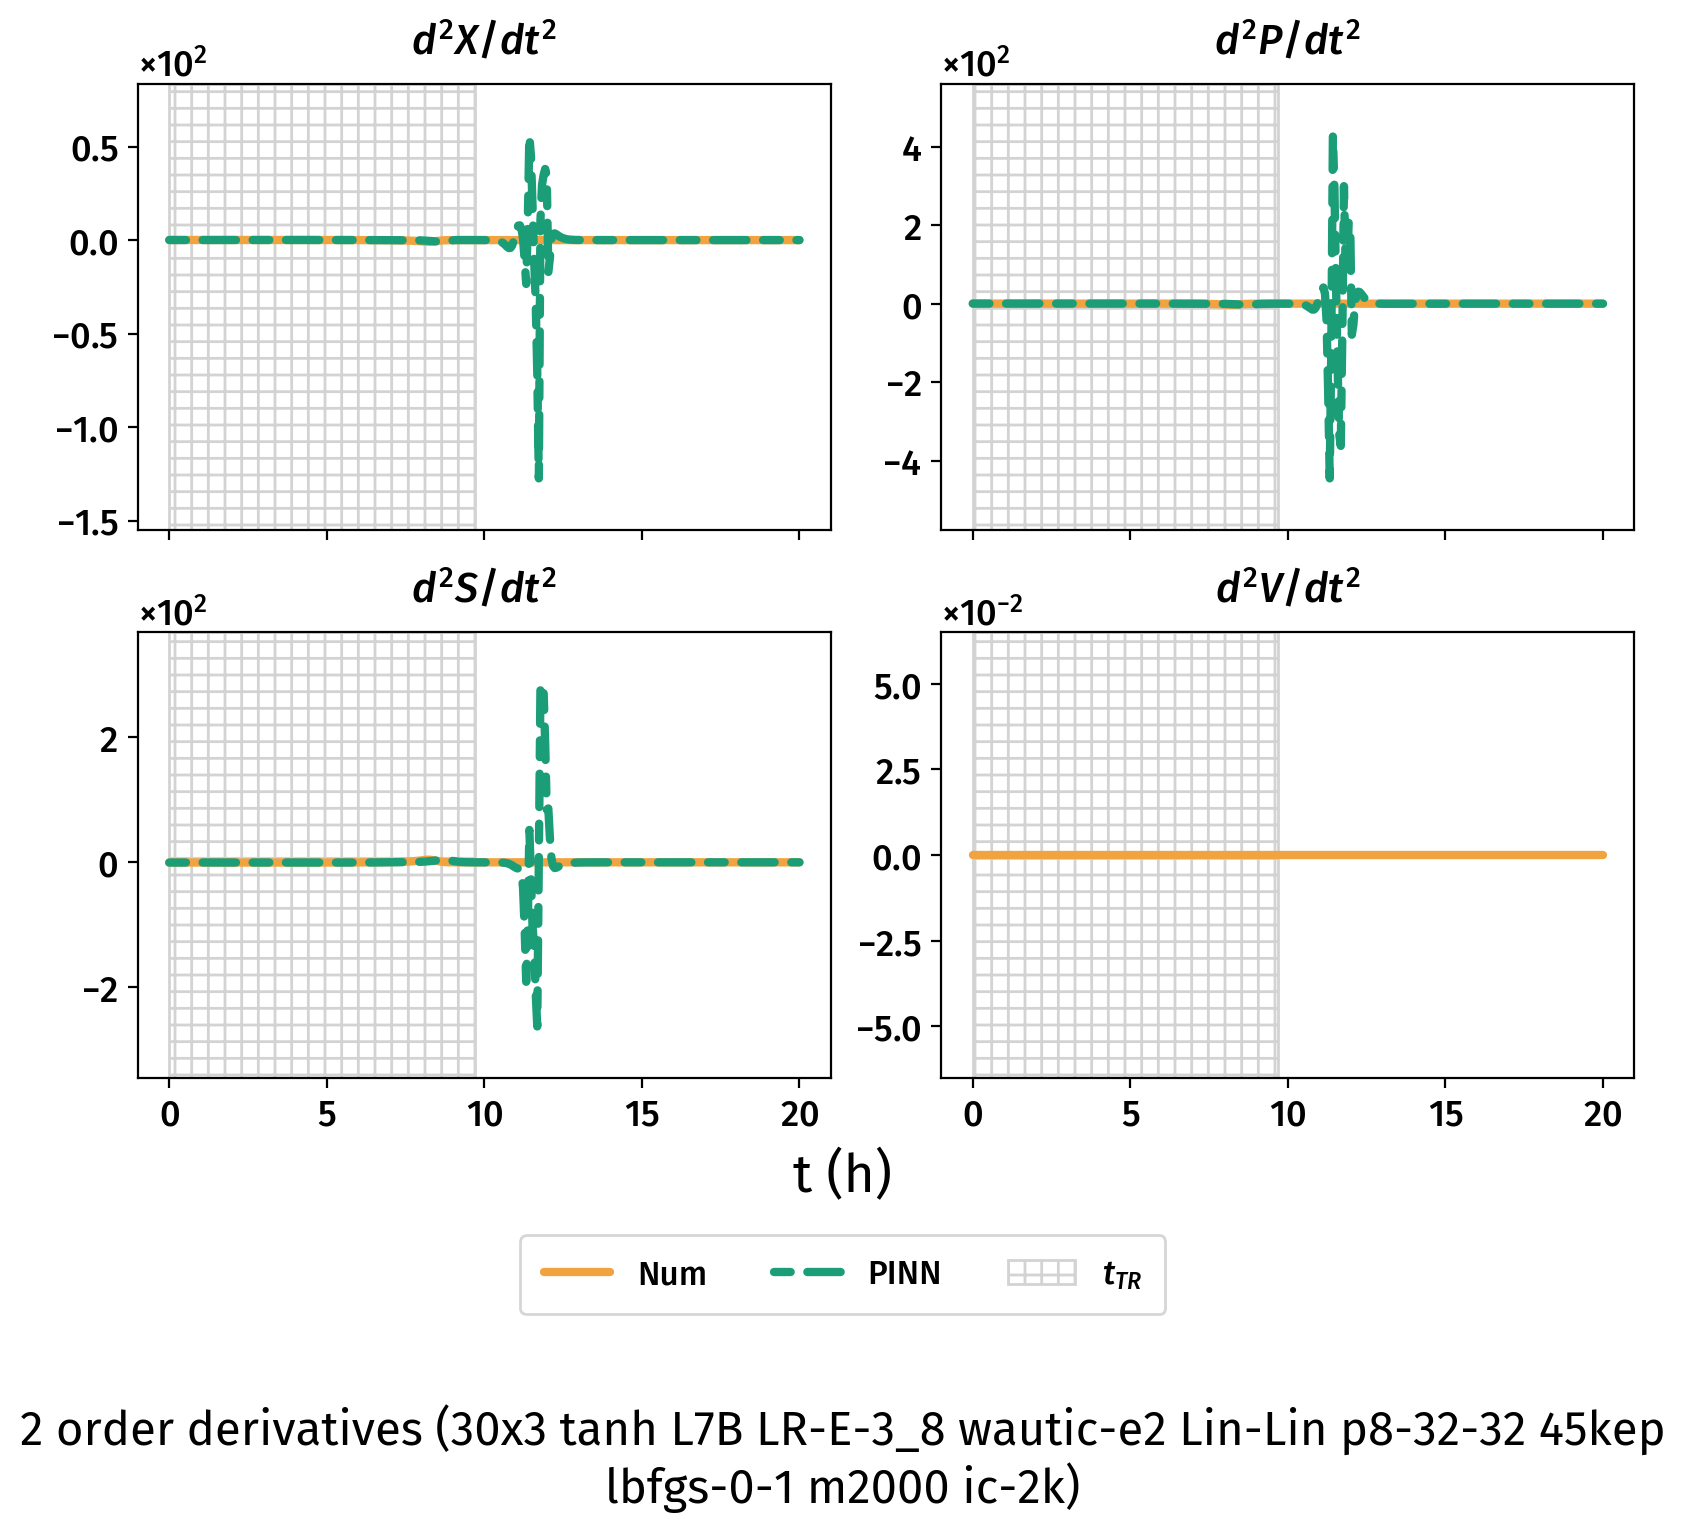 d²X/dt²
×10²
0.5
0.0
−0.5
−1.0
−1.5
d²P/dt²
×10²
4
2
0
−2
−4
d²S/dt²
×10²
2
0
−2
0 5 10 15 20
d²V/dt²
×10⁻²
5.0
2.5
0.0
−2.5
−5.0
0 5 10 15 20
t (h)
Num PINN t_TR
2 order derivatives (30x3 tanh L7B LR-E-3_8 wautic-e2 Lin-Lin p8-32-32 45kep
lbfgs-0-1 m2000 ic-2k)